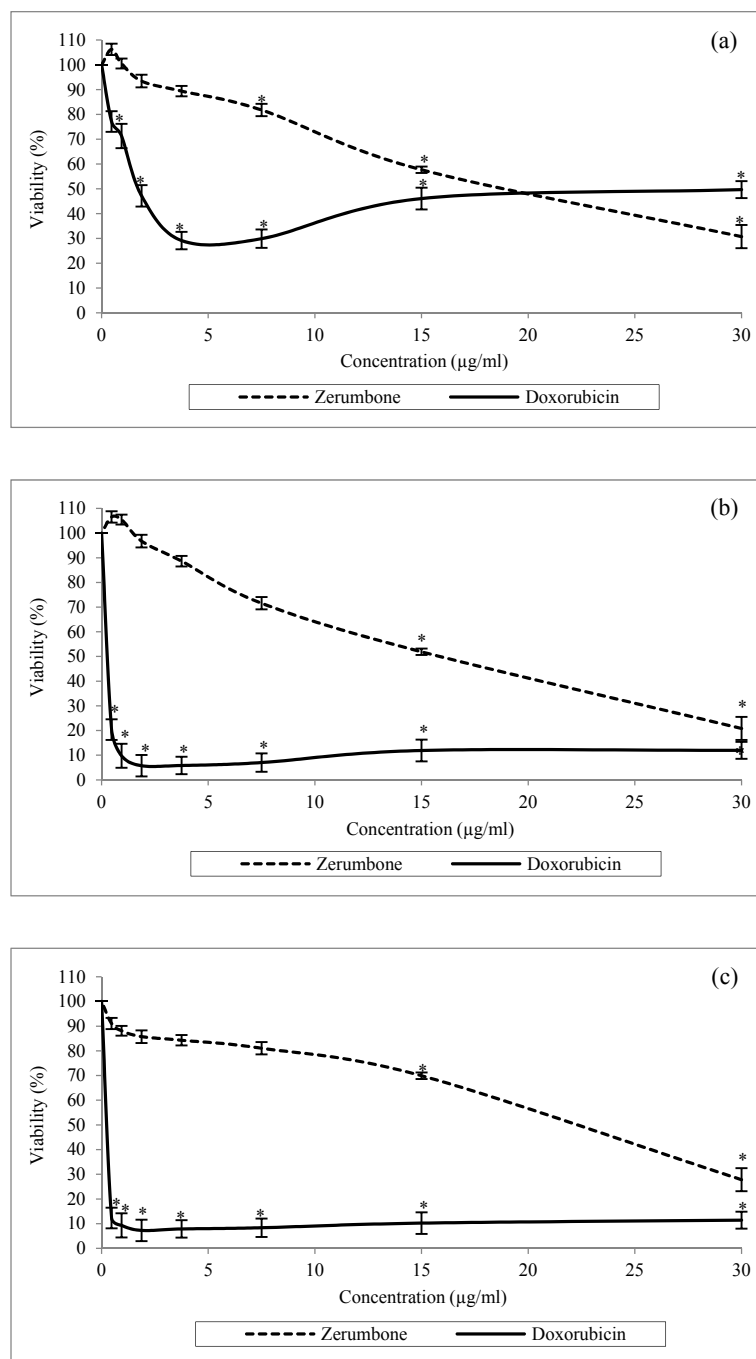 (a)
110
100
90
80
70
60
50
40
30
20
10
0
Viability (%)
* * * * * * * * * *
0 5 10 15 20 25 30
Concentration (µg/ml)
Zerumbone Doxorubicin
(b)
110
100
90
80
70
60
50
40
30
20
10
0
Viability (%)
* * * * * * * * *
0 5 10 15 20 25 30
Concentration (µg/ml)
Zerumbone Doxorubicin
(c)
110
100
90
80
70
60
50
40
30
20
10
0
Viability (%)
* * * * * * * * *
0 5 10 15 20 25 30
Concentration (µg/ml)
Zerumbone Doxorubicin